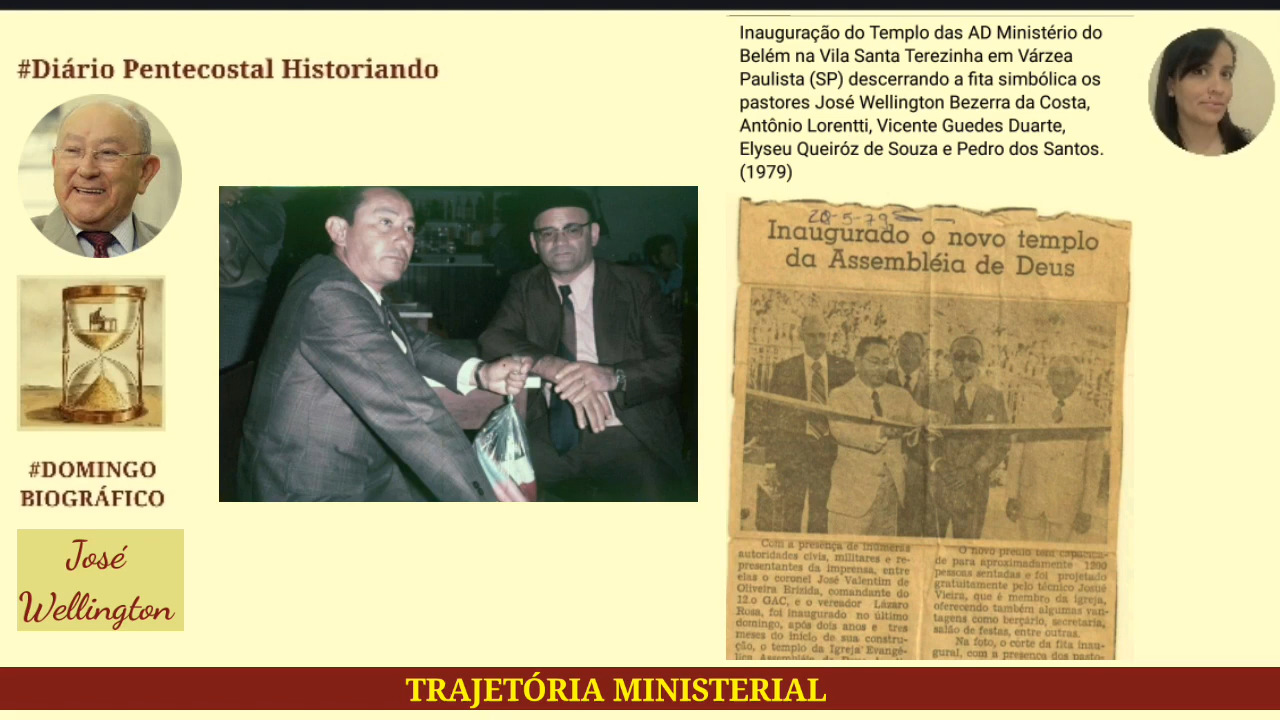 #Diário Pentecostal Historiando
#DOMINGO
BIOGRÁFICO
José
Wellington
Inauguração do Templo das AD Ministério do
Belém na Vila Santa Terezinha em Várzea
Paulista (SP) descerrando a fita simbólica os
pastores José Wellington Bezerra da Costa,
Antônio Lorentti, Vicente Guedes Duarte,
Elyseu Queiróz de Souza e Pedro dos Santos.
(1979)
28-5-79
Inaugurado o novo templo
da Assembléia de Deus
Com a presença de inúmeras
autoridades civis, militares e re-
presentantes da imprensa, entre
elas o coronel José Valentim de
Oliveira Brizida, comandante do
12.o GAC, e o vereador Lázaro
Rosa, foi inaugurado no último
domingo, após dois anos e tres
meses do início de sua constru-
ção, o templo da Igreja Evangé-
lica Assembléia de Deus
O novo prédio tem capacida-
de para aproximadamente 1200
pessoas sentadas e foi projetado
gratuitamente pelo técnico Josué
Vieira, que é membro da igreja,
oferecendo também algumas van-
tagens como berçário, secretaria,
salão de festas, entre outras.
Na foto, o corte da fita inau-
gural, com a presença dos pasto-
TRAJETÓRIA MINISTERIAL